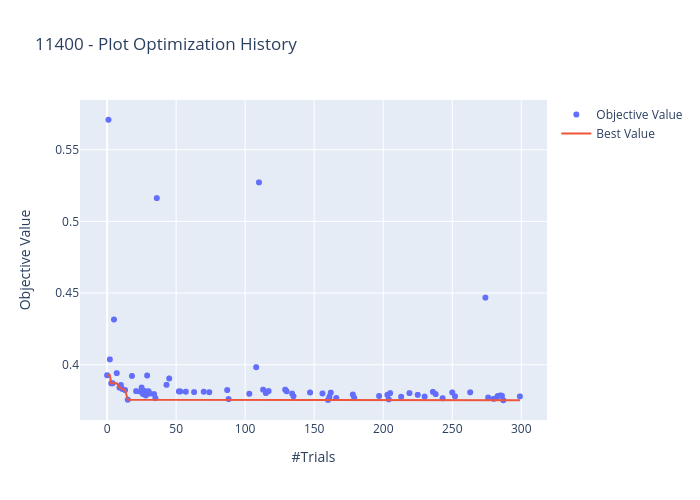 11400 - Plot Optimization History
Objective Value
Best Value
0.55
0.5
0.45
0.4
Objective Value
0
50
100
150
200
250
300
#Trials